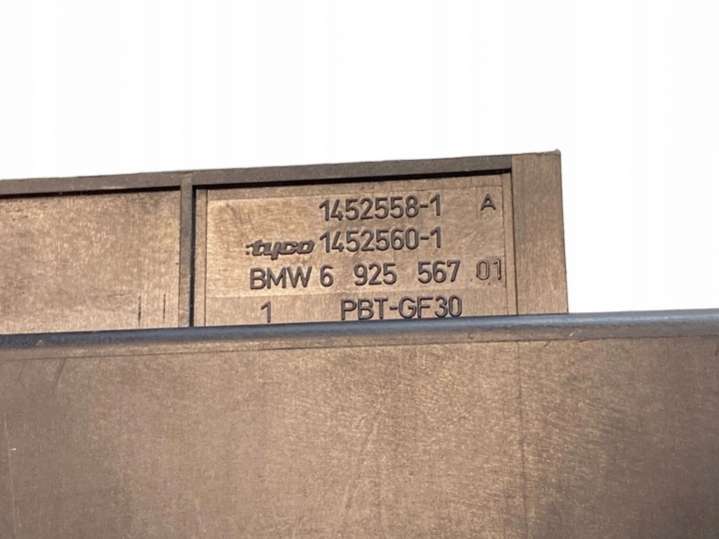 1452558-1 A
tyco 1452560-1
BMW 6 925 567 01
1 PBT-GF30